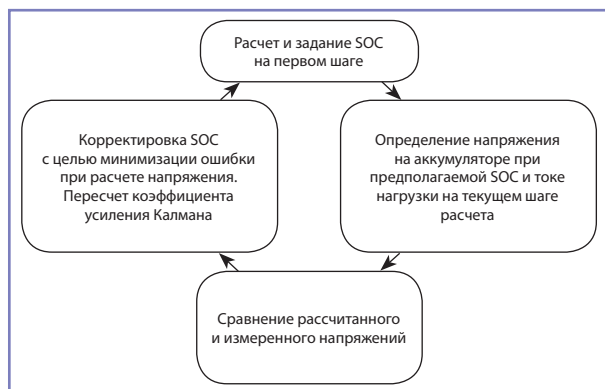 Расчет и задание SOC
на первом шаге
Определение напряжения
на аккумуляторе при
предполагаемой SOC и токе
нагрузки на текущем шаге
расчета
Сравнение рассчитанного
и измеренного напряжений
Корректировка SOC
с целью минимизации ошибки
при расчете напряжения.
Пересчет коэффициента
усиления Калмана